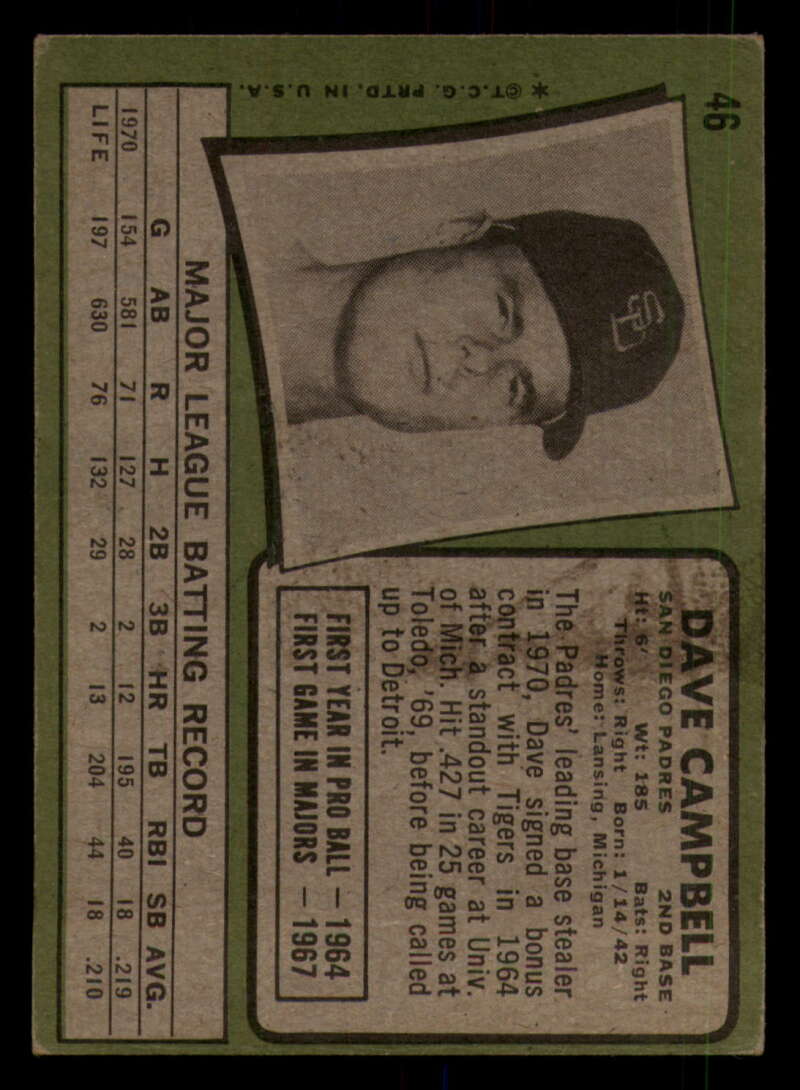 46
* ©T.C.G. PRTD. IN U.S.A.
SD
DAVE CAMPBELL
SAN DIEGO PADRES 2ND BASE
Ht: 6' Wt: 185 Bats: Right
Throws: Right Born: 1/14/42
Home: Lansing, Michigan
The Padres' leading base stealer
in 1970, Dave signed a bonus
contract with Tigers in 1964
after a standout career at Univ.
of Mich. Hit .427 in 25 games at
Toledo, '69, before being called
up to Detroit.
FIRST YEAR IN PRO BALL — 1964
FIRST GAME IN MAJORS — 1967
MAJOR LEAGUE BATTING RECORD
G AB R H 2B 3B HR TB RBI SB AVG.
1970 154 581 71 127 28 2 12 195 40 18 .219
LIFE 197 630 76 132 29 2 13 204 44 18 .210